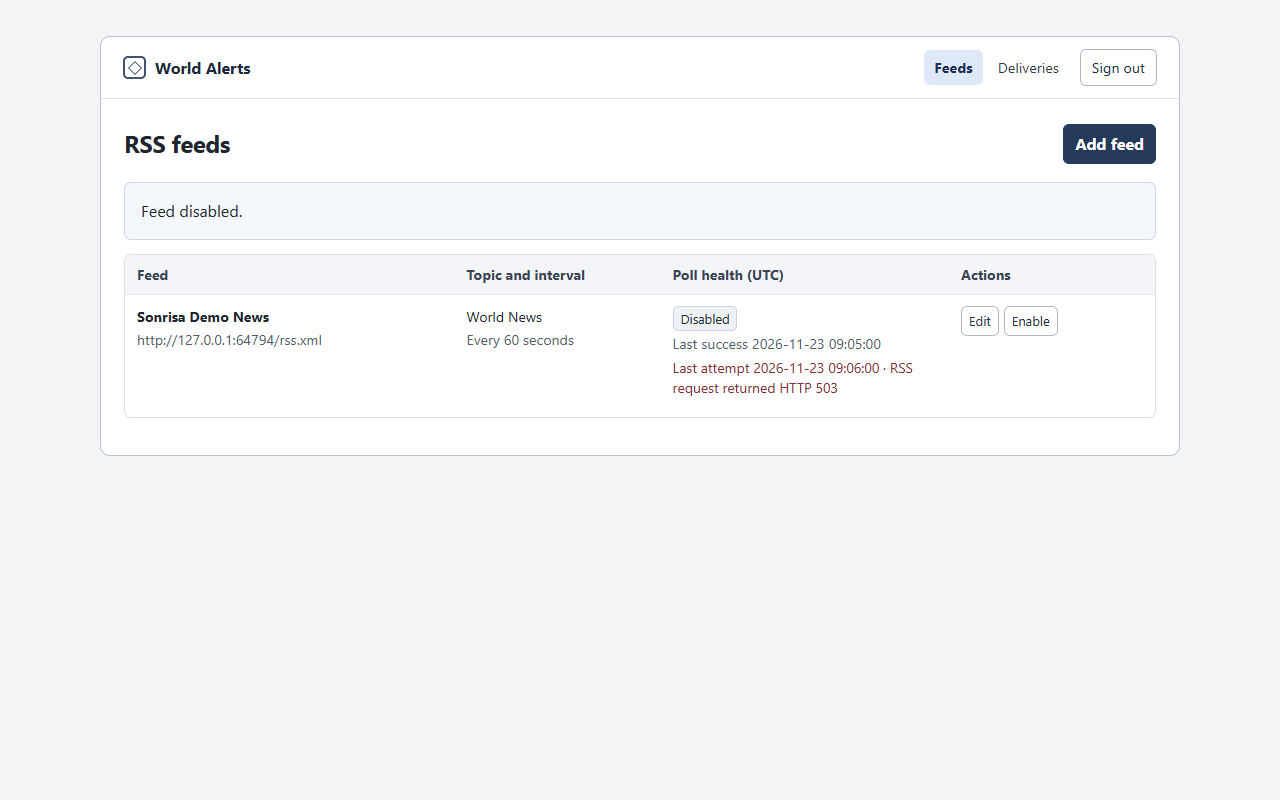 World Alerts
Feeds
Deliveries
Sign out
RSS feeds
Add feed
Feed disabled.
Feed
Topic and interval
Poll health (UTC)
Actions
Sonrisa Demo News
http://127.0.0.1:64794/rss.xml
World News
Every 60 seconds
Disabled
Last success 2026-11-23 09:05:00
Last attempt 2026-11-23 09:06:00 · RSS
request returned HTTP 503
Edit
Enable